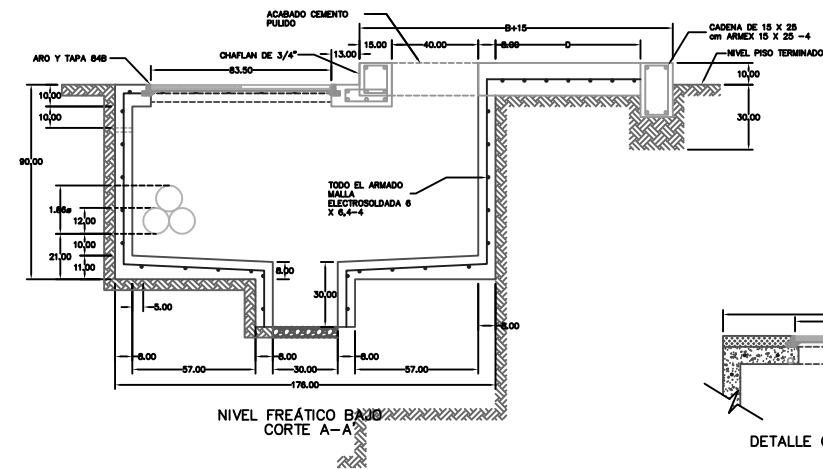 ACABADO CEMENTO
PULIDO
B+15
CADENA DE 15 X 25
cm ARMEX 15 X 25 -4
ARO Y TAPA 84B
CHAFLAN DE 3/4"
13.00
15.00
40.00
8.00
D
NIVEL PISO TERMINADO
83.50
10.00
10.00
10.00
30.00
90.00
TODO EL ARMADO
MALLA
ELECTROSOLDADA 6
X 6,4-4
12.00
10.00
21.00
11.00
8.00
30.00
5.00
8.00
8.00
8.00
8.00
57.00
30.00
57.00
176.00
NIVEL FREÁTICO BAJO
CORTE A-A'
DETALLE